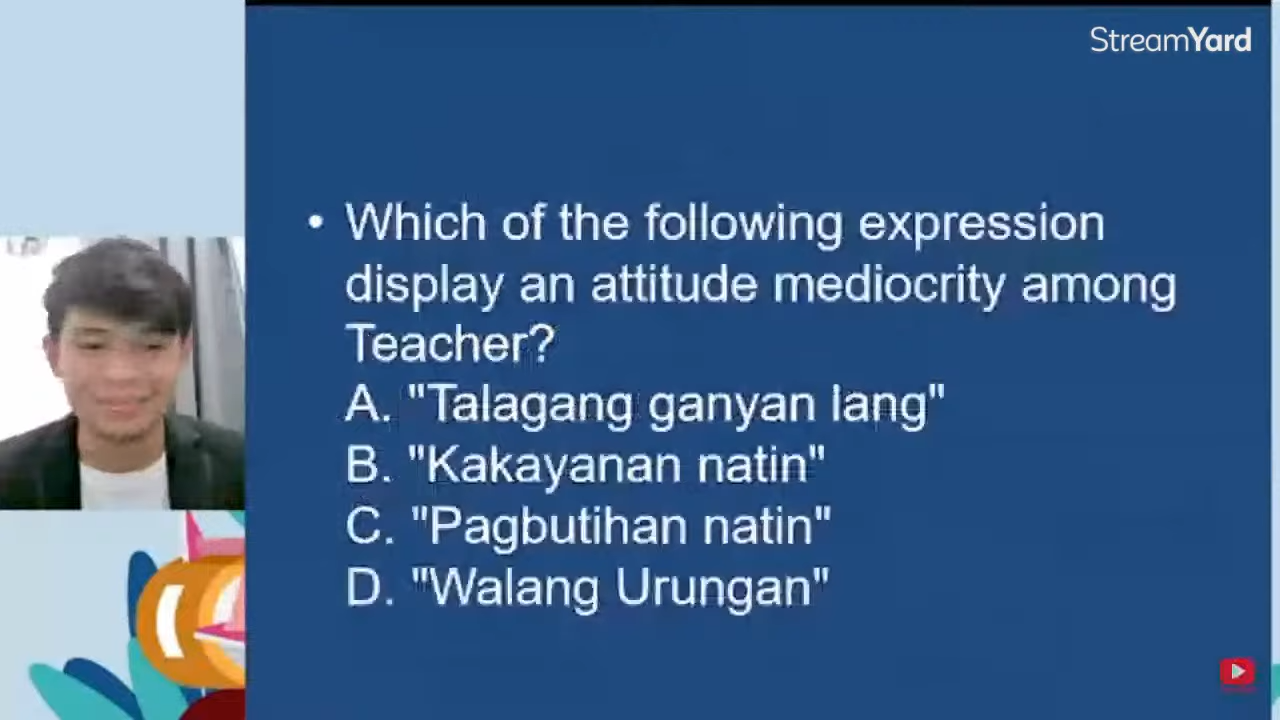 StreamYard
• Which of the following expression
display an attitude mediocrity among
Teacher?
A. "Talagang ganyan lang"
B. "Kakayanan natin"
C. "Pagbutihan natin"
D. "Walang Urungan"